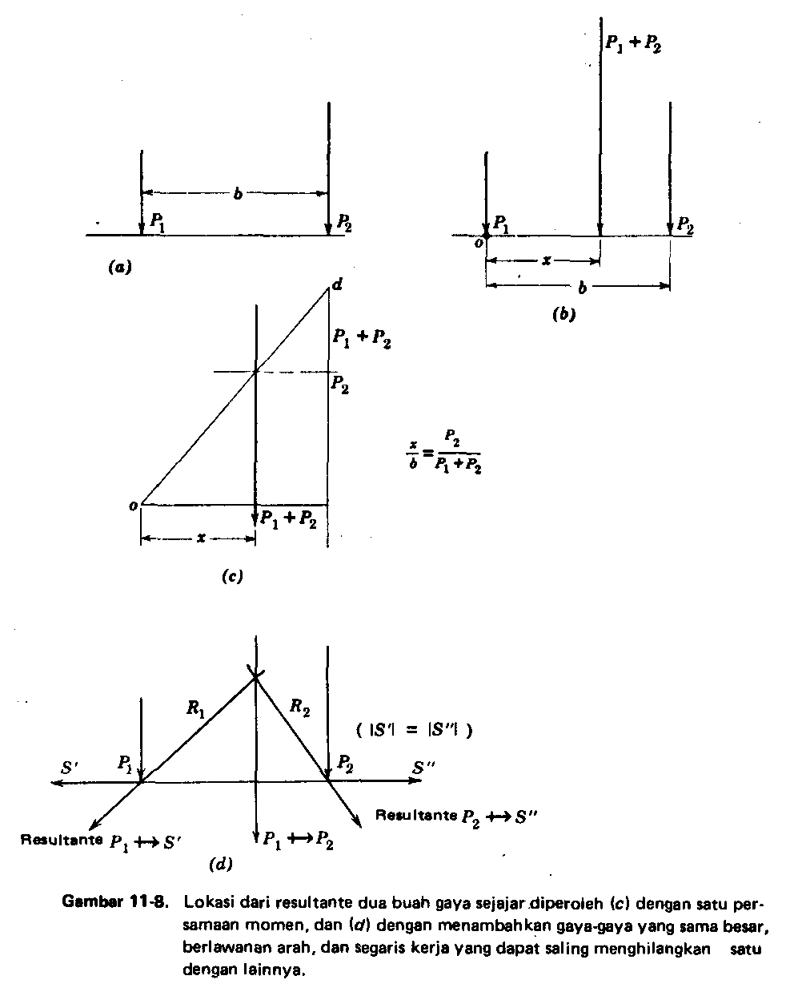 P₁ + P₂
b
P₁
P₂
(a)
P₁
P₂
o
x
b
(b)
d
P₁ + P₂
P₂
x/b = P₂/(P₁ + P₂)
o
P₁ + P₂
x
(c)
R₁
R₂
( |S'| = |S"| )
S'
P₁
P₂
S"
Resultante P₂ +→ S"
Resultante P₁ +→ S'
P₁ +→ P₂
(d)
Gambar 11-8. Lokasi dari resultante dua buah gaya sejajar diperoleh (c) dengan satu per-
samaan momen, dan (d) dengan menambahkan gaya-gaya yang sama besar,
berlawanan arah, dan segaris kerja yang dapat saling menghilangkan satu
dengan lainnya.